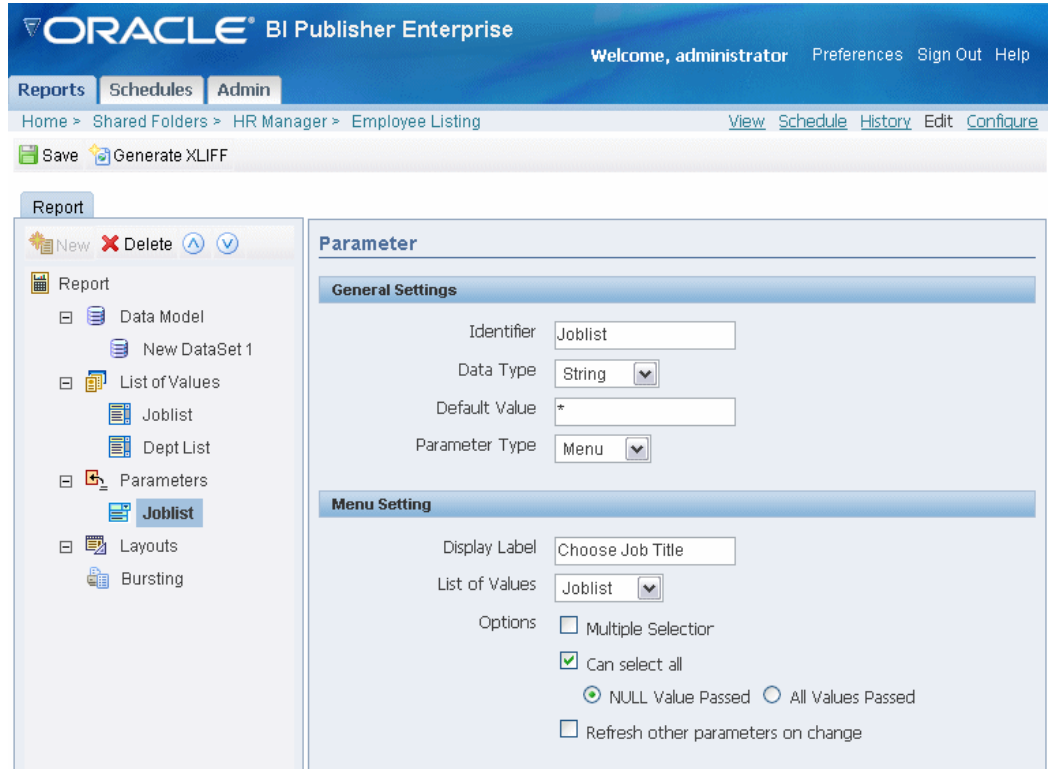 ORACLE BI Publisher Enterprise
Welcome, administrator Preferences Sign Out Help
Reports Schedules Admin
Home > Shared Folders > HR Manager > Employee Listing View Schedule History Edit Configure
Save Generate XLIFF
Report
New Delete
Report
Data Model
New DataSet 1
List of Values
Joblist
Dept List
Parameters
Joblist
Layouts
Bursting
Parameter
General Settings
Identifier Joblist
Data Type String
Default Value *
Parameter Type Menu
Menu Setting
Display Label Choose Job Title
List of Values Joblist
Options Multiple Selection
Can select all
NULL Value Passed All Values Passed
Refresh other parameters on change